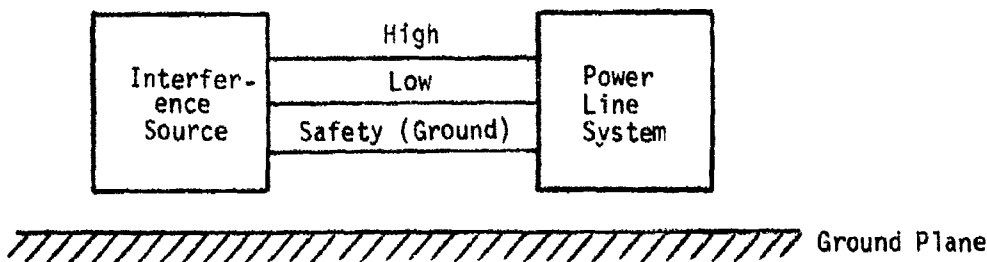 High
Interfer-
ence
Source
Low
Safety (Ground)
Power
Line
System
Ground Plane